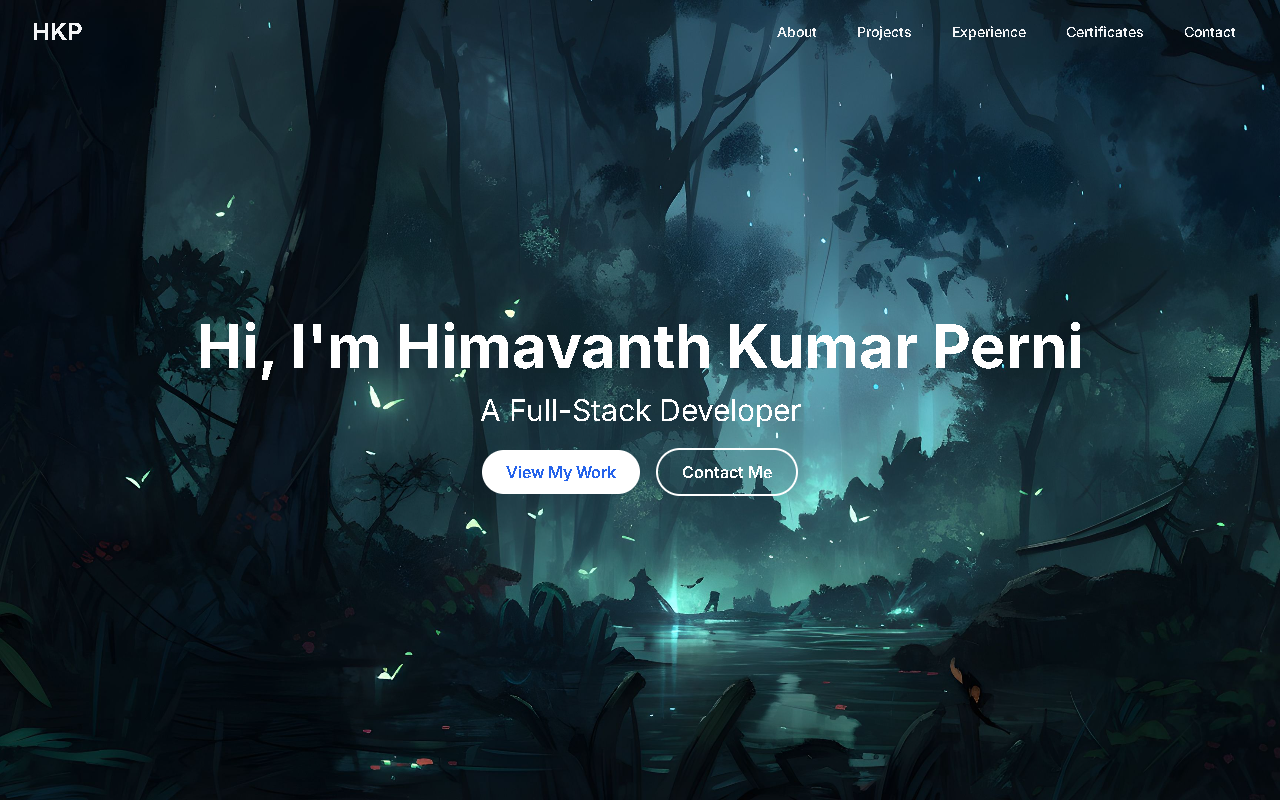 HKP
About
Projects
Experience
Certificates
Contact
Hi, I'm Himavanth Kumar Perni
A Full-Stack Developer
View My Work
Contact Me